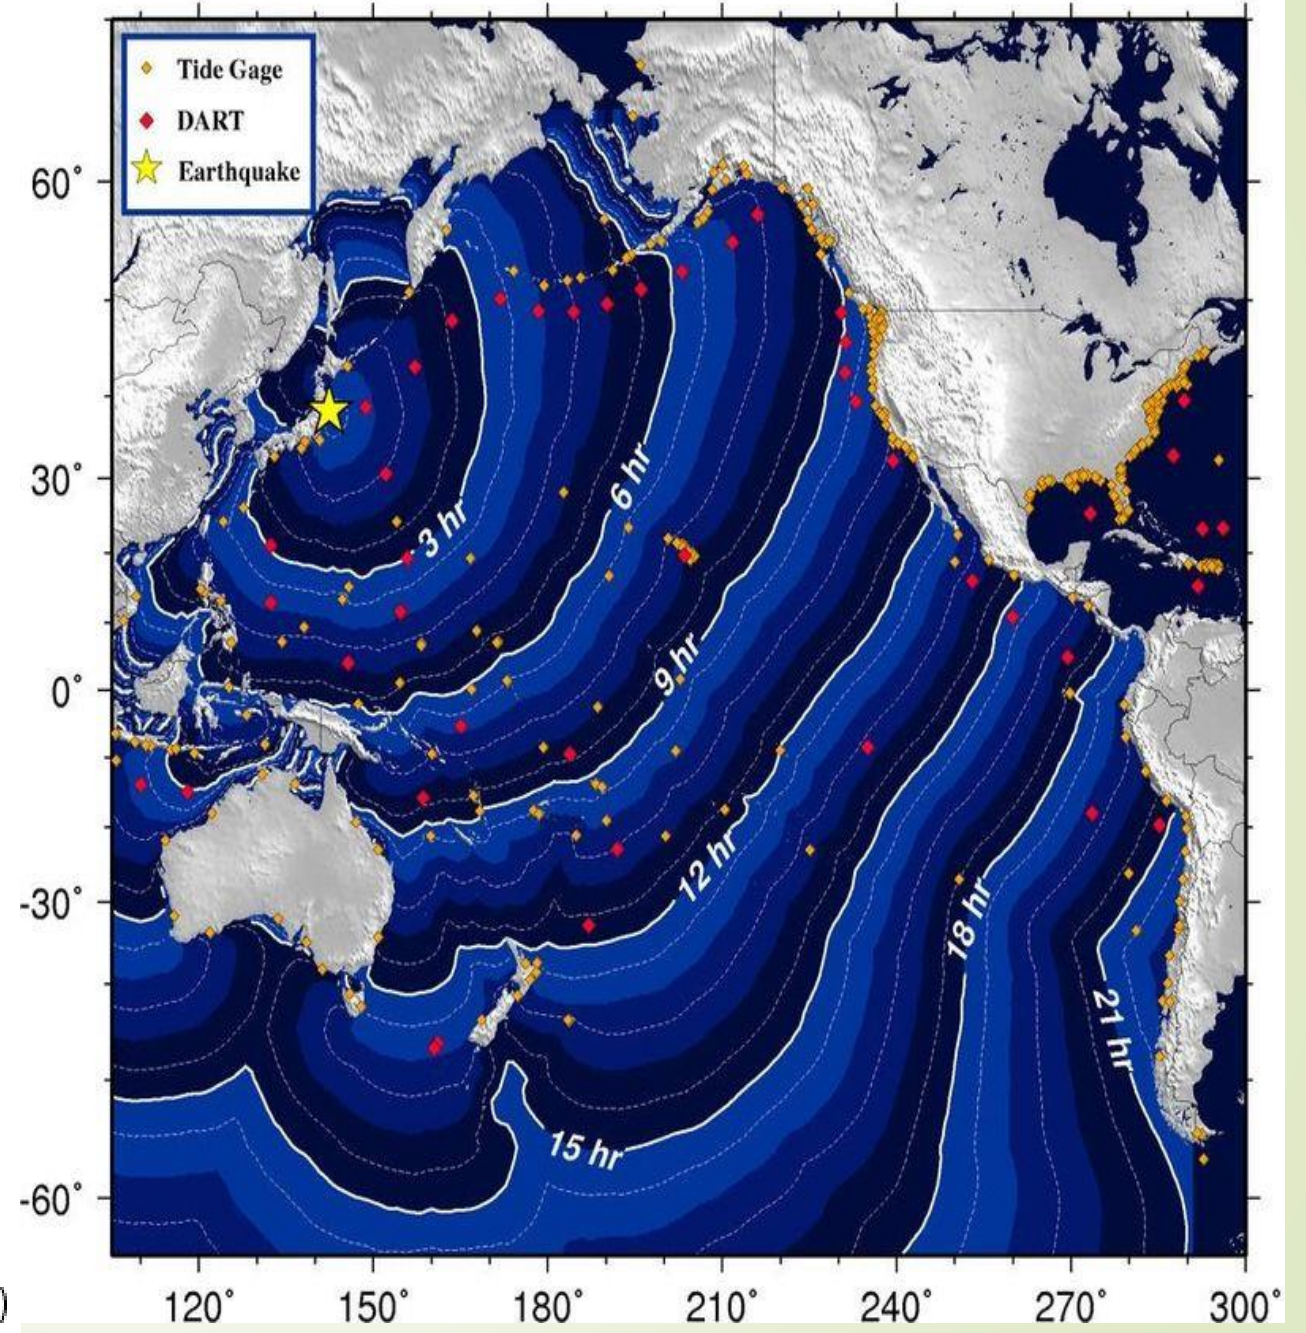 Tide Gage
DART
Earthquake
60°
30°
0°
-30°
-60°
3 hr
6 hr
9 hr
12 hr
15 hr
18 hr
21 hr
)
120° 150° 180° 210° 240° 270° 300°